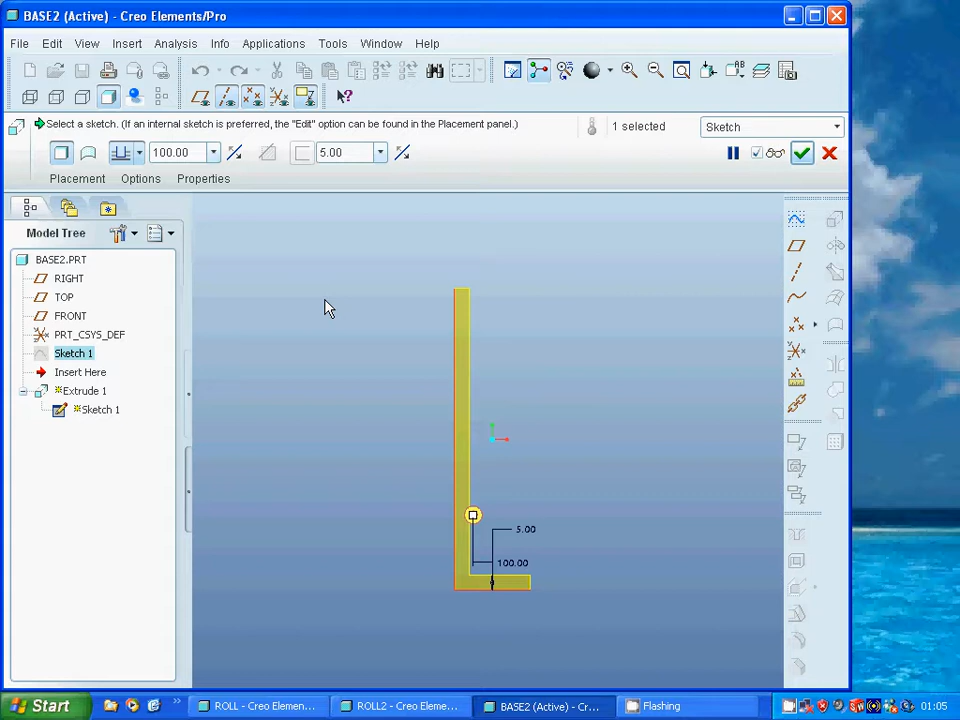 BASE2 (Active) - Creo Elements/Pro
File Edit View Insert Analysis Info Applications Tools Window Help
Select a sketch. (If an internal sketch is preferred, the "Edit" option can be found in the Placement panel.)
1 selected
Sketch
100.00
5.00
Placement Options Properties
Model Tree
BASE2.PRT
RIGHT
TOP
FRONT
PRT_CSYS_DEF
Sketch 1
Insert Here
Extrude 1
Sketch 1
5.00
100.00
Start
ROLL - Creo Elemen...
ROLL2 - Creo Eleme...
BASE2 (Active) - Cr...
Flashing
01:05